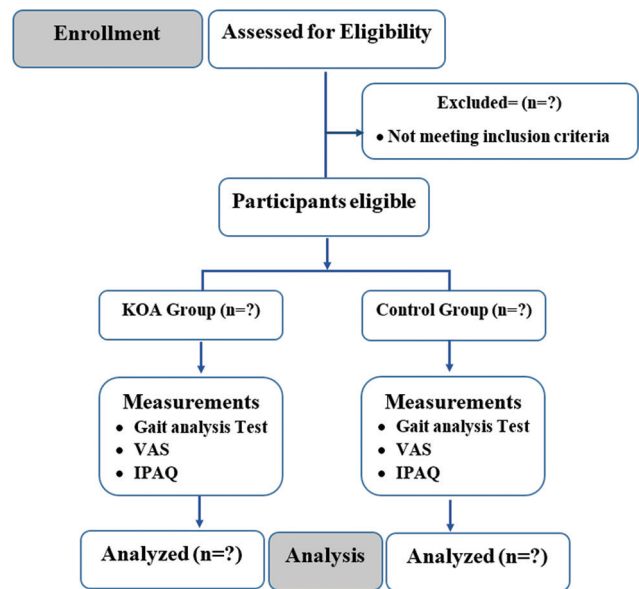 Enrollment
Assessed for Eligibility
Excluded= (n=?)
• Not meeting inclusion criteria
Participants eligible
KOA Group (n=?)
Control Group (n=?)
Measurements
• Gait analysis Test
• VAS
• IPAQ
Measurements
• Gait analysis Test
• VAS
• IPAQ
Analyzed (n=?)
Analysis
Analyzed (n=?)